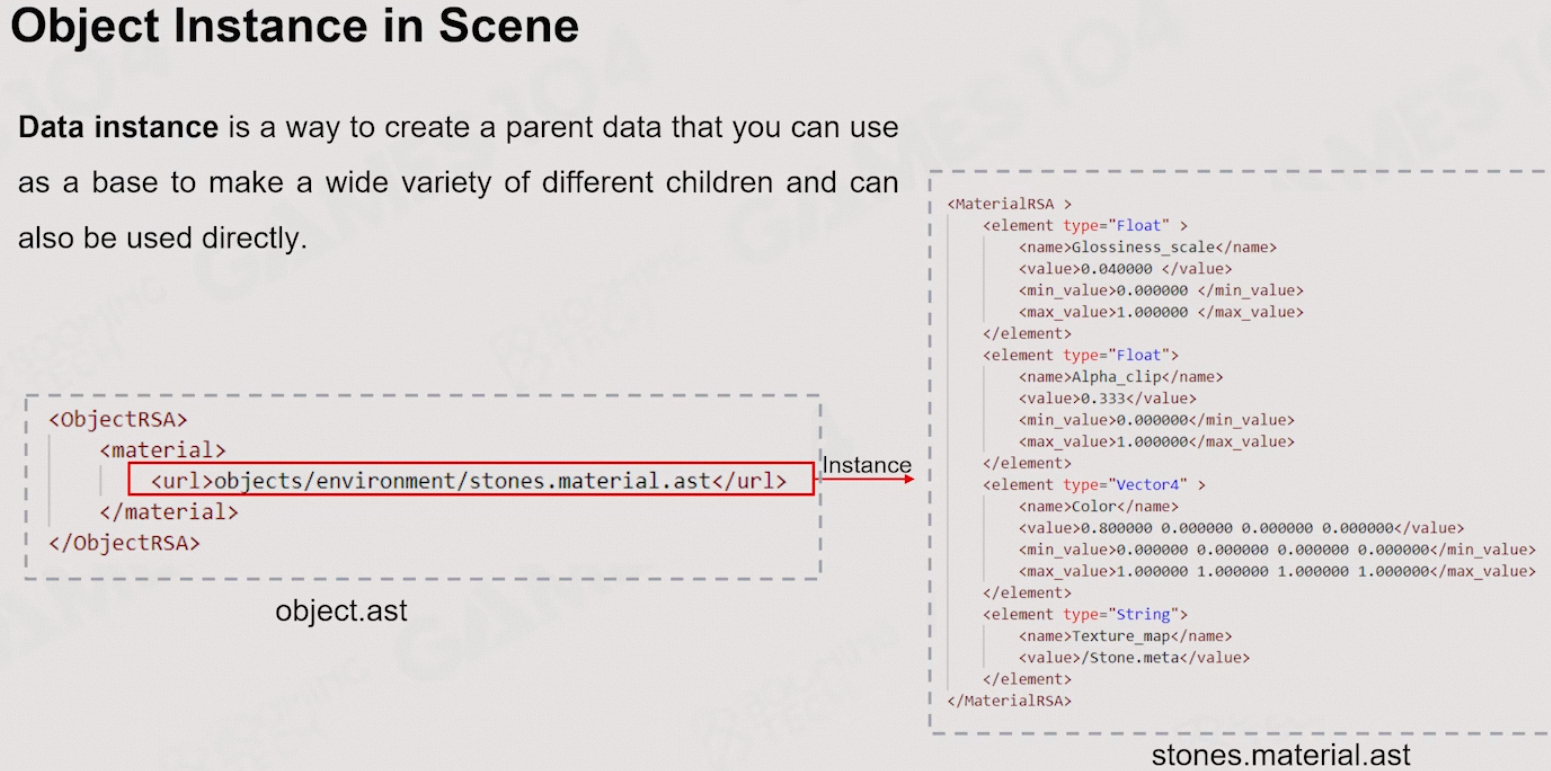 Object Instance in Scene
Data instance is a way to create a parent data that you can use
as a base to make a wide variety of different children and can
also be used directly.
<ObjectRSA>
<material>
<url>objects/environment/stones.material.ast</url>
</material>
</ObjectRSA>
object.ast
Instance
<MaterialRSA >
<element type="Float" >
<name>Glossiness_scale</name>
<value>0.040000 </value>
<min_value>0.000000 </min_value>
<max_value>1.000000 </max_value>
</element>
<element type="Float">
<name>Alpha_clip</name>
<value>0.333</value>
<min_value>0.000000</min_value>
<max_value>1.000000</max_value>
</element>
<element type="Vector4" >
<name>Color</name>
<value>0.800000 0.000000 0.000000 0.000000</value>
<min_value>0.000000 0.000000 0.000000 0.000000</min_value>
<max_value>1.000000 1.000000 1.000000 1.000000</max_value>
</element>
<element type="String">
<name>Texture_map</name>
<value>/Stone.meta</value>
</element>
</MaterialRSA>
stones.material.ast
GAMES 104
BOOMING TECH